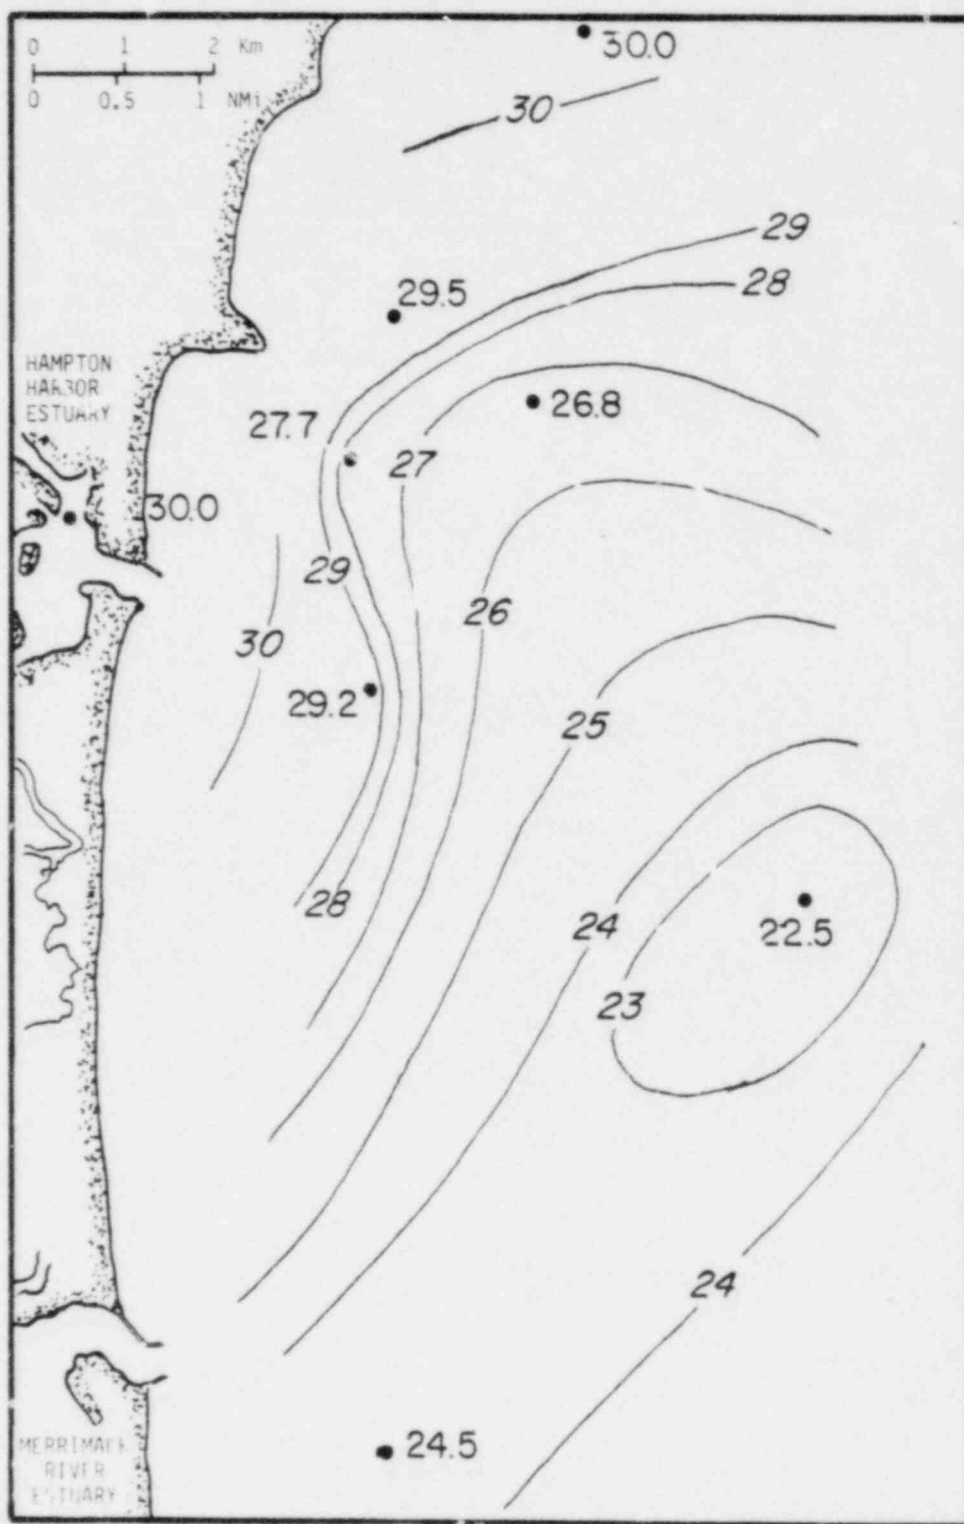 0 1 2 Km
0 0.5 1 NMi
30.0
30
29
28
29.5
HAMPTON
HARBOR
ESTUARY
26.8
27.7
27
30.0
29
26
30
29.2
25
28
24
22.5
23
24
24.5
MERRIMACK
RIVER
ESTUARY